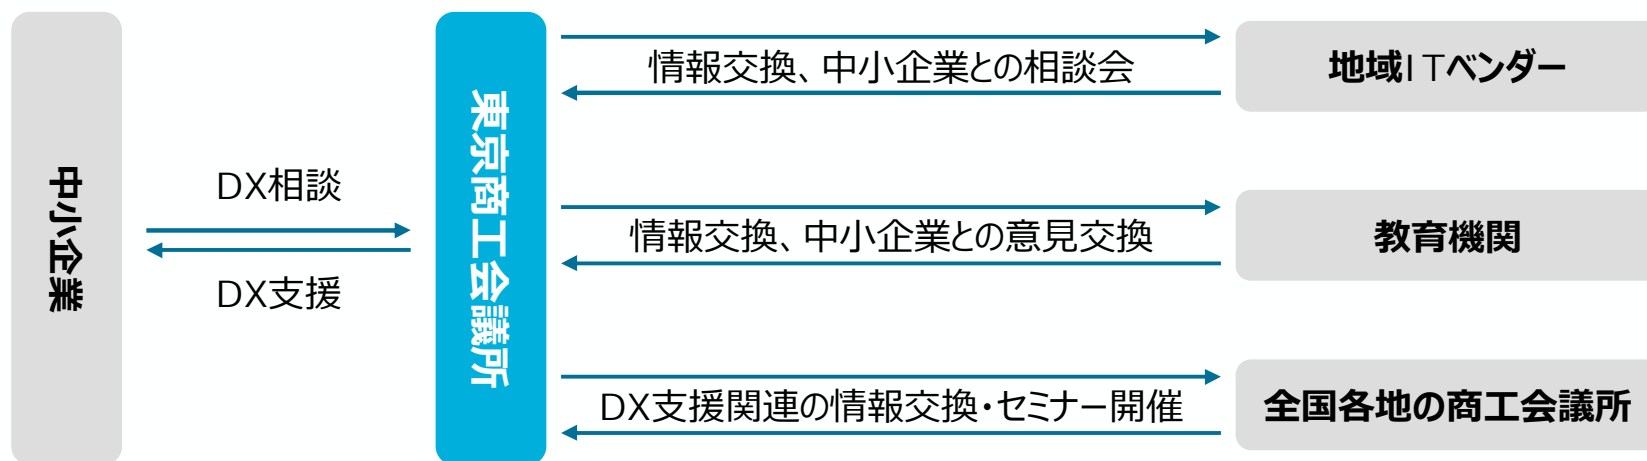 中小企業
DX相談
DX支援
東京商工会議所
情報交換、中小企業との相談会
地域ITベンダー
情報交換、中小企業との意見交換
教育機関
DX支援関連の情報交換・セミナー開催
全国各地の商工会議所